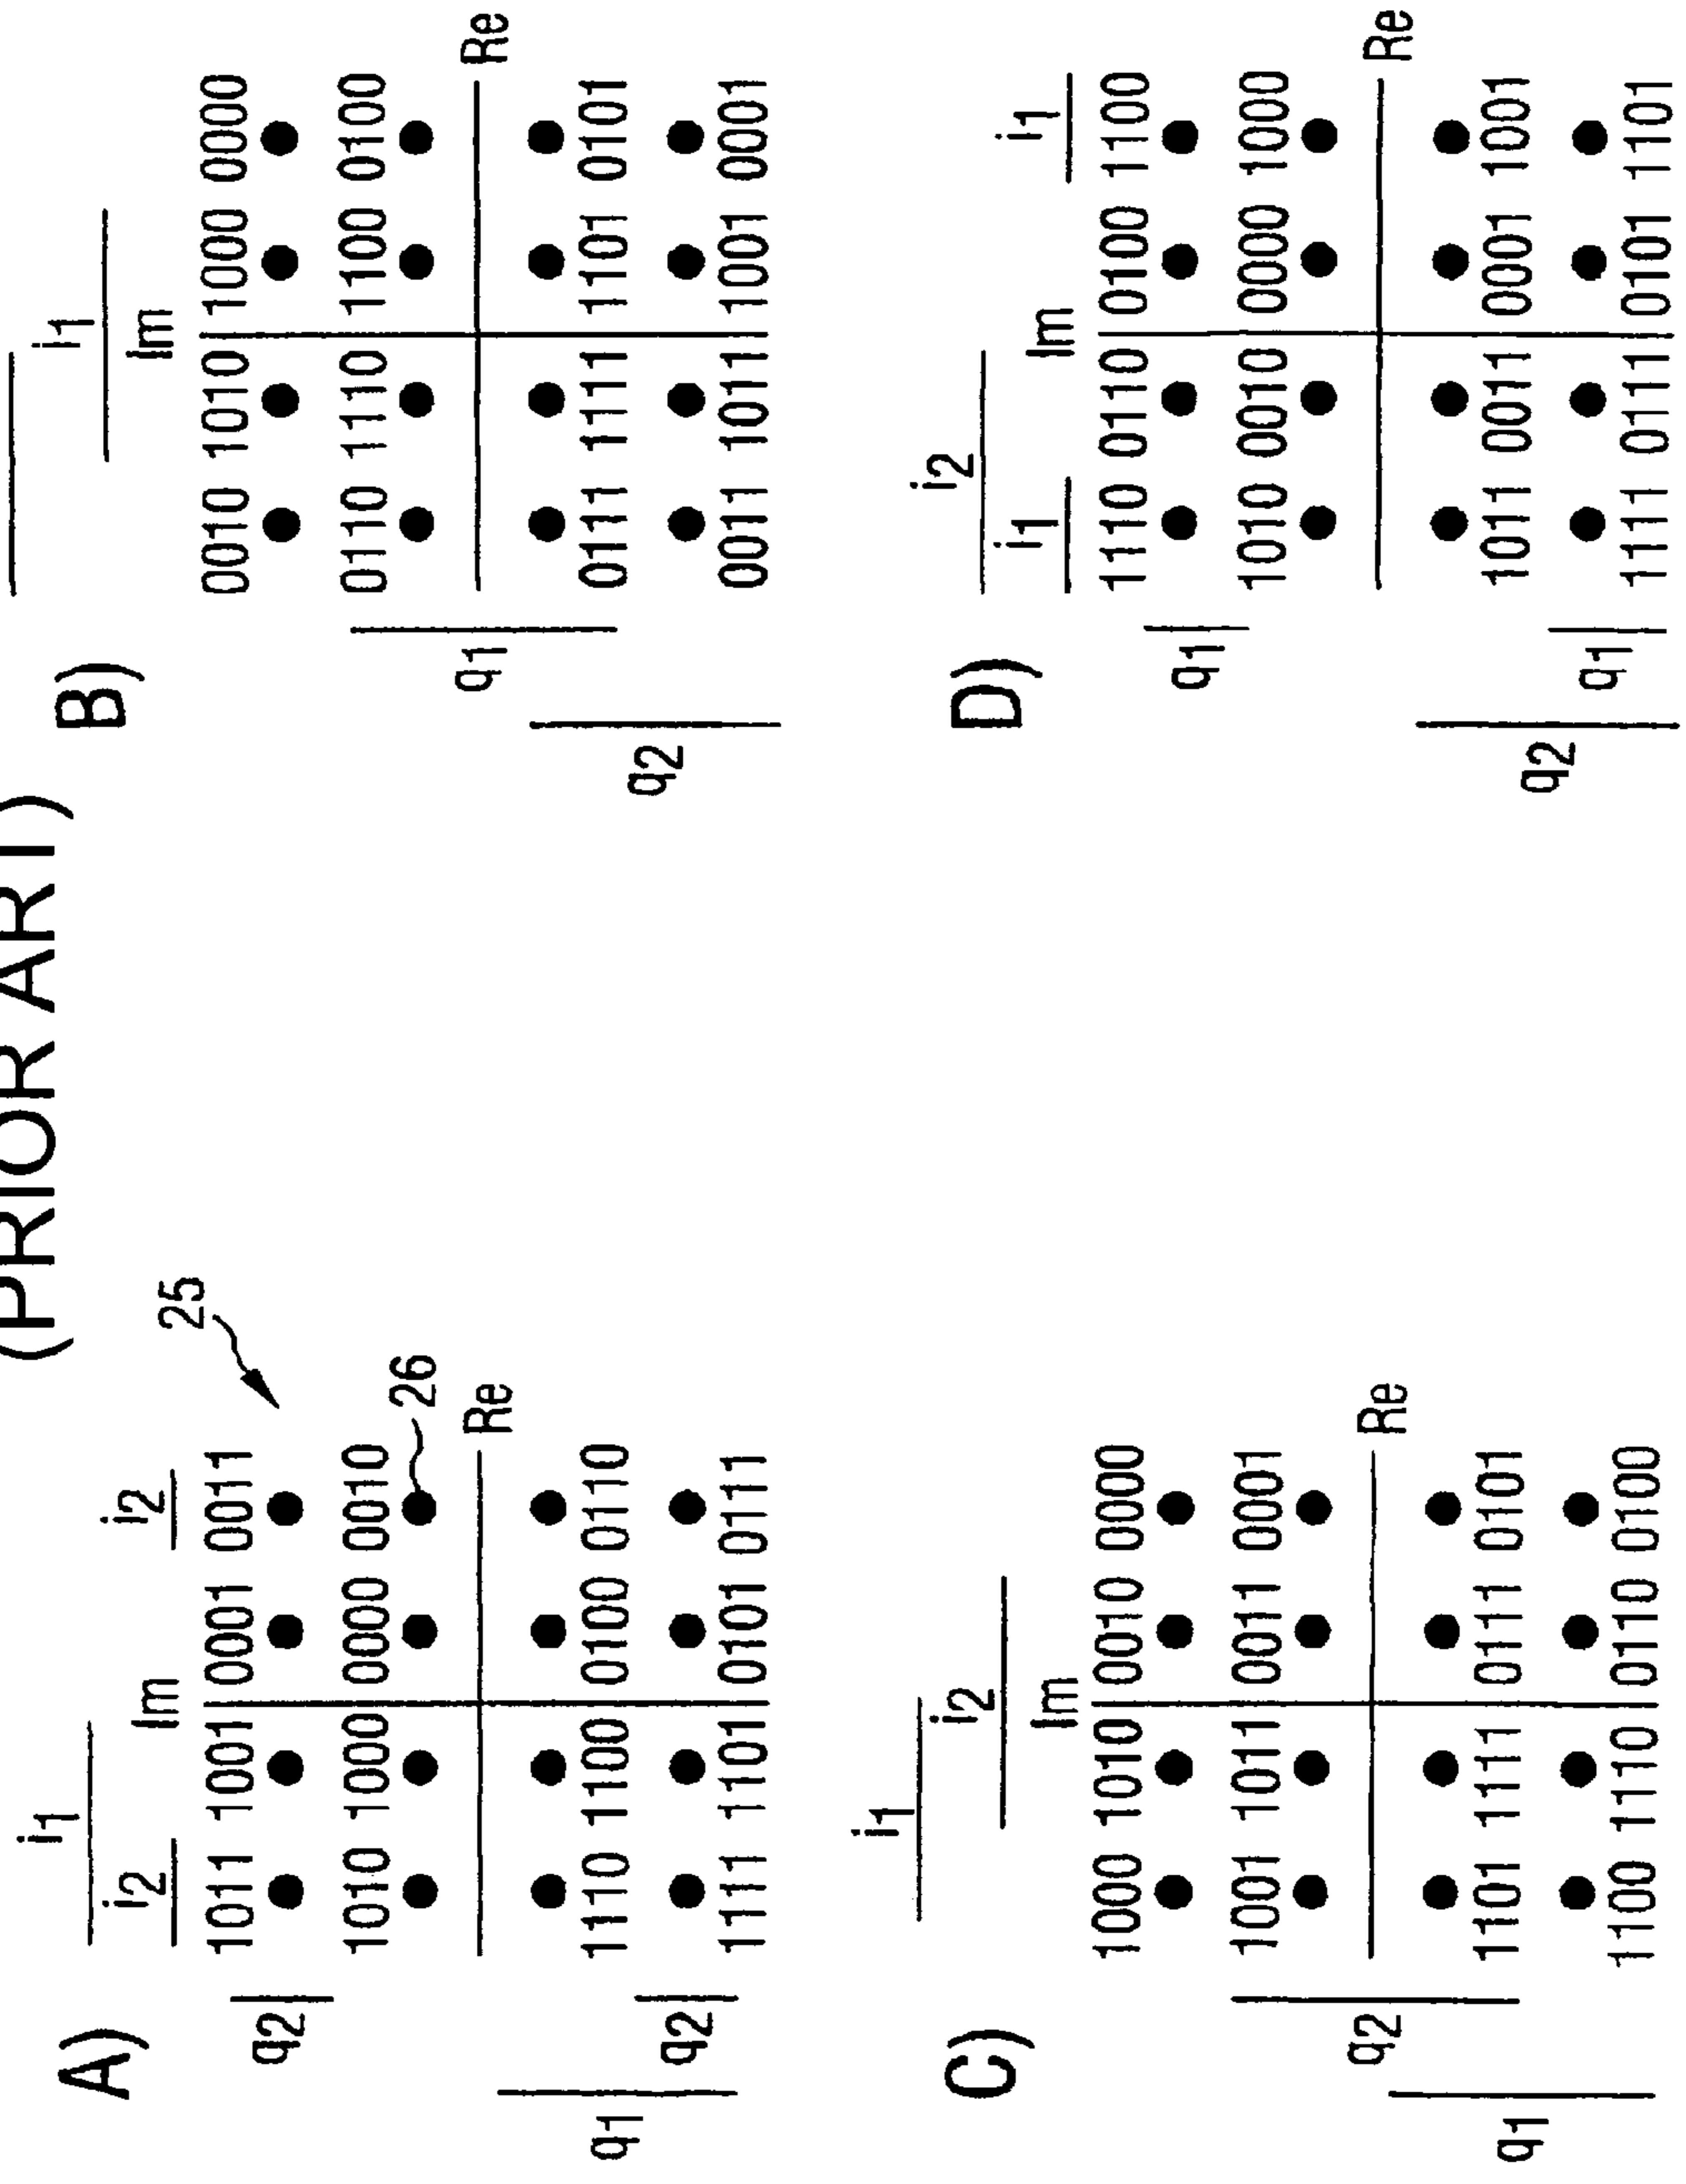 (PRIOR ART)
A)
i1
i2
i2
25
Im
1011 1001 0001 0011
q2
1010 1000 0000 0010
26
Re
q1
1110 1100 0100 0110
q2
1111 1101 0101 0111
B)
i1
Im
0010 1010 1000 0000
0110 1110 1100 0100
q1
Re
0111 1111 1101 0101
q2
0011 1011 1001 0001
C)
i1
i2
Im
1000 1010 0010 0000
1001 1011 0011 0001
q2
Re
1101 1111 0111 0101
q1
1100 1110 0110 0100
D)
i2
i1
i1
Im
1110 0110 0100 1100
q1
1010 0010 0000 1000
Re
1011 0011 0001 1001
q2
q1
1111 0111 0101 1101